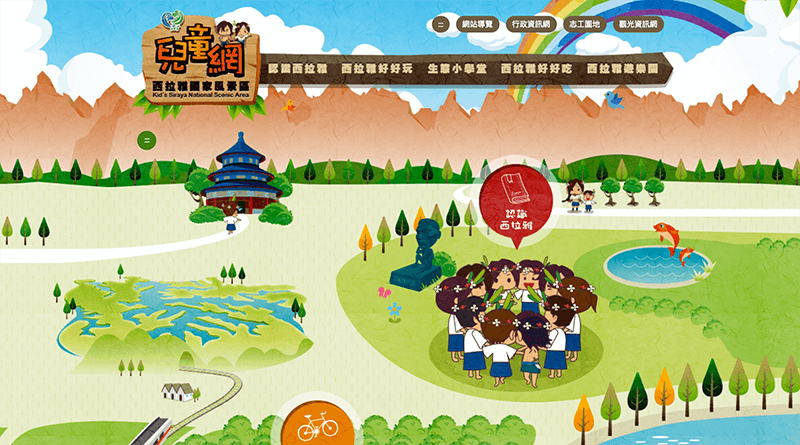 :::
網站導覽
行政資訊網
志工園地
觀光資訊網
兒童網
西拉雅國家風景區
Kid's Siraya National Scenic Area
認識西拉雅
西拉雅好好玩
生態小學堂
西拉雅好好吃
西拉雅遊樂園
:::
認識
西拉雅